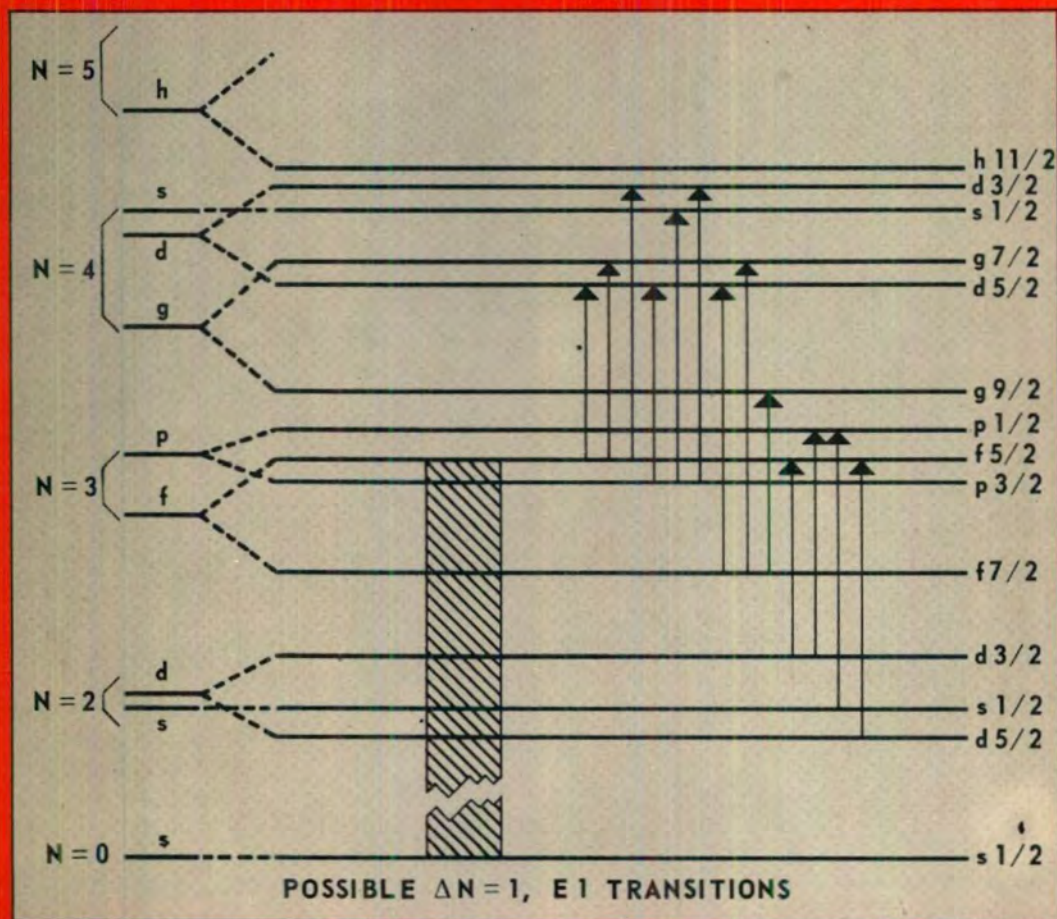 N = 5
h
h 11/2
d 3/2
s
s 1/2
N = 4
d
g 7/2
d 5/2
g
g 9/2
p 1/2
p
f 5/2
N = 3
p 3/2
f
f 7/2
d 3/2
d
N = 2
s 1/2
s
d 5/2
s
N = 0
s 1/2
POSSIBLE ΔN = 1, E 1 TRANSITIONS